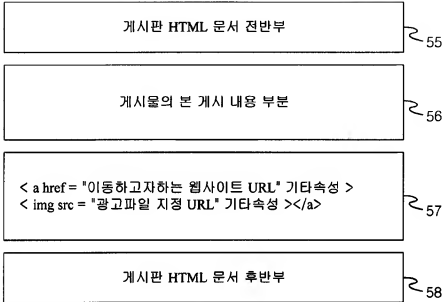 게시판 HTML 문서 전반부
55
게시물의 본 게시 내용 부분
56
< a href = "이동하고자하는 웹사이트 URL" 기타속성 >
< img src = "광고파일 지정 URL" 기타속성 ></a>
57
게시판 HTML 문서 후반부
58